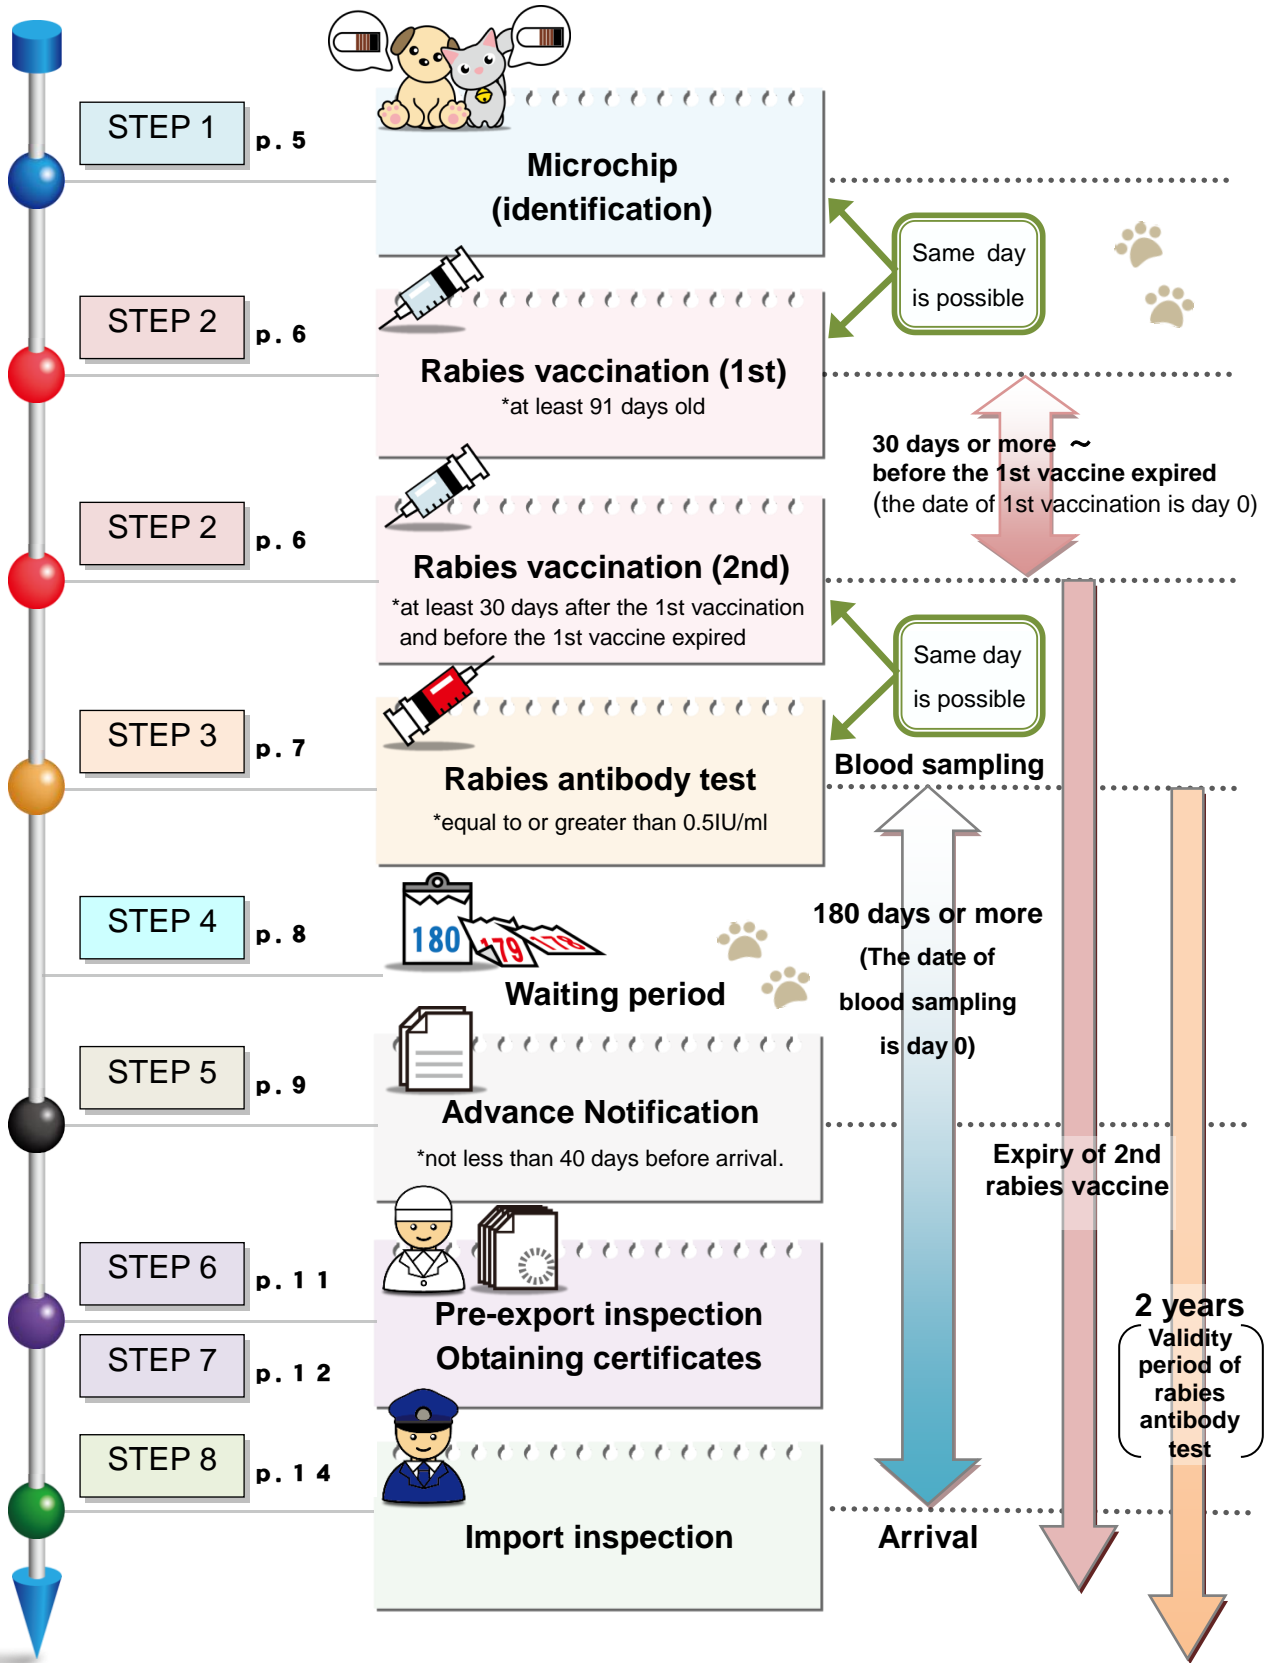 STEP 1
p. 5
Microchip
(identification)
Same day
is possible
STEP 2
p. 6
Rabies vaccination (1st)
*at least 91 days old
30 days or more ～
before the 1st vaccine expired
(the date of 1st vaccination is day 0)
STEP 2
p. 6
Rabies vaccination (2nd)
*at least 30 days after the 1st vaccination
and before the 1st vaccine expired
Same day
is possible
STEP 3
p. 7
Rabies antibody test
*equal to or greater than 0.5IU/ml
Blood sampling
STEP 4
p. 8
180
179
178
Waiting period
180 days or more
(The date of
blood sampling
is day 0)
STEP 5
p. 9
Advance Notification
*not less than 40 days before arrival.
Expiry of 2nd
rabies vaccine
STEP 6
p. 11
Pre-export inspection
Obtaining certificates
STEP 7
p. 12
2 years
Validity
period of
rabies
antibody
test
STEP 8
p. 14
Import inspection
Arrival